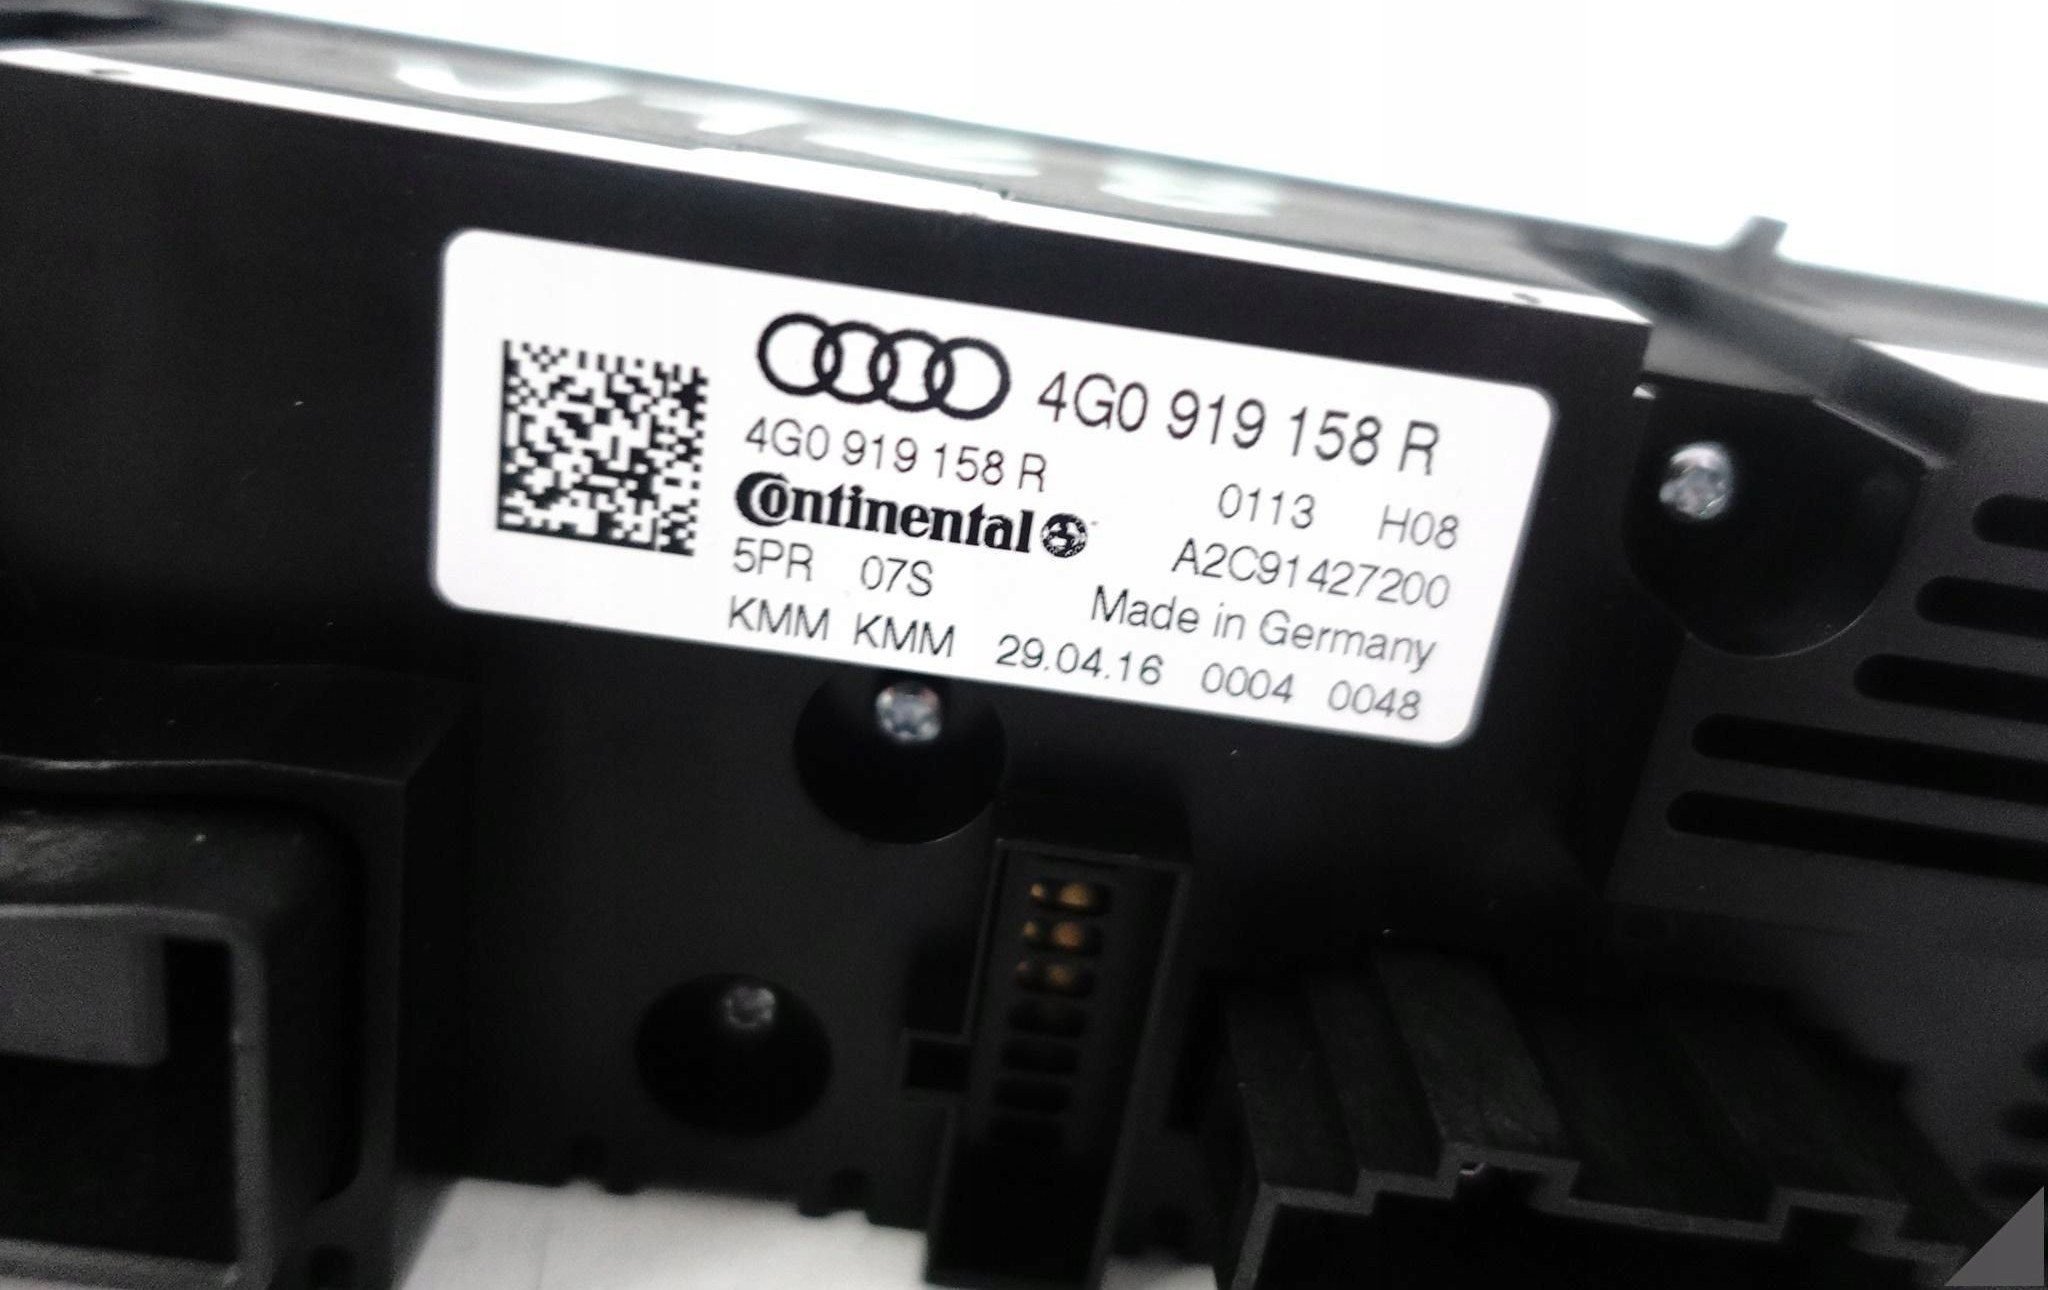 4G0 919 158 R
4G0 919 158 R
0113 H08
Continental
A2C91427200
5PR 07S
Made in Germany
KMM KMM 29.04.16 0004 0048